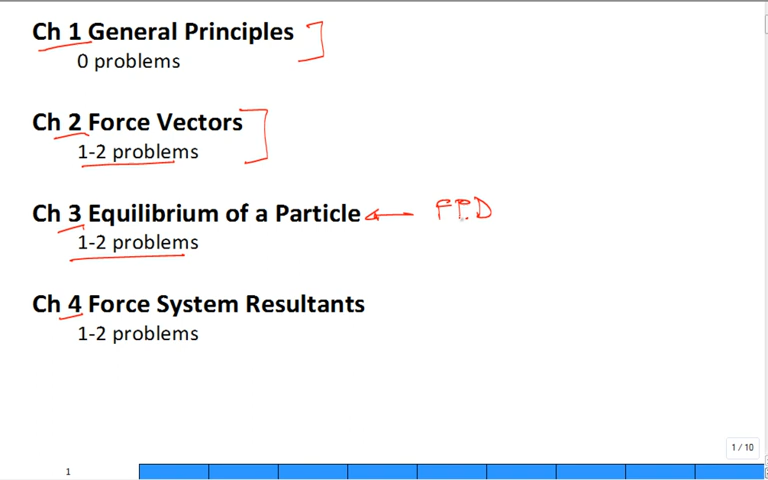 Ch 1 General Principles
0 problems
Ch 2 Force Vectors
1-2 problems
Ch 3 Equilibrium of a Particle
1-2 problems
Ch 4 Force System Resultants
1-2 problems
1 / 10
1